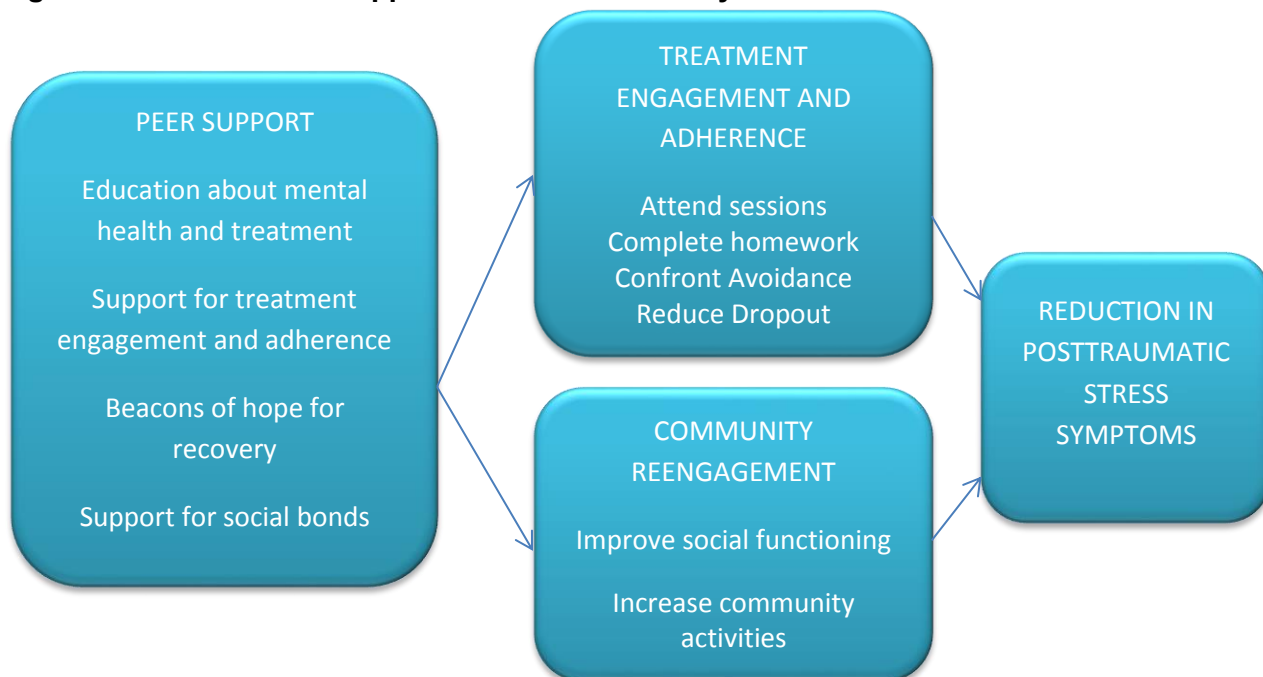 PEER SUPPORT
Education about mental
health and treatment
Support for treatment
engagement and adherence
Beacons of hope for
recovery
Support for social bonds
TREATMENT
ENGAGEMENT AND
ADHERENCE
Attend sessions
Complete homework
Confront Avoidance
Reduce Dropout
COMMUNITY
REENGAGEMENT
Improve social functioning
Increase community
activities
REDUCTION IN
POSTTRAUMATIC
STRESS
SYMPTOMS